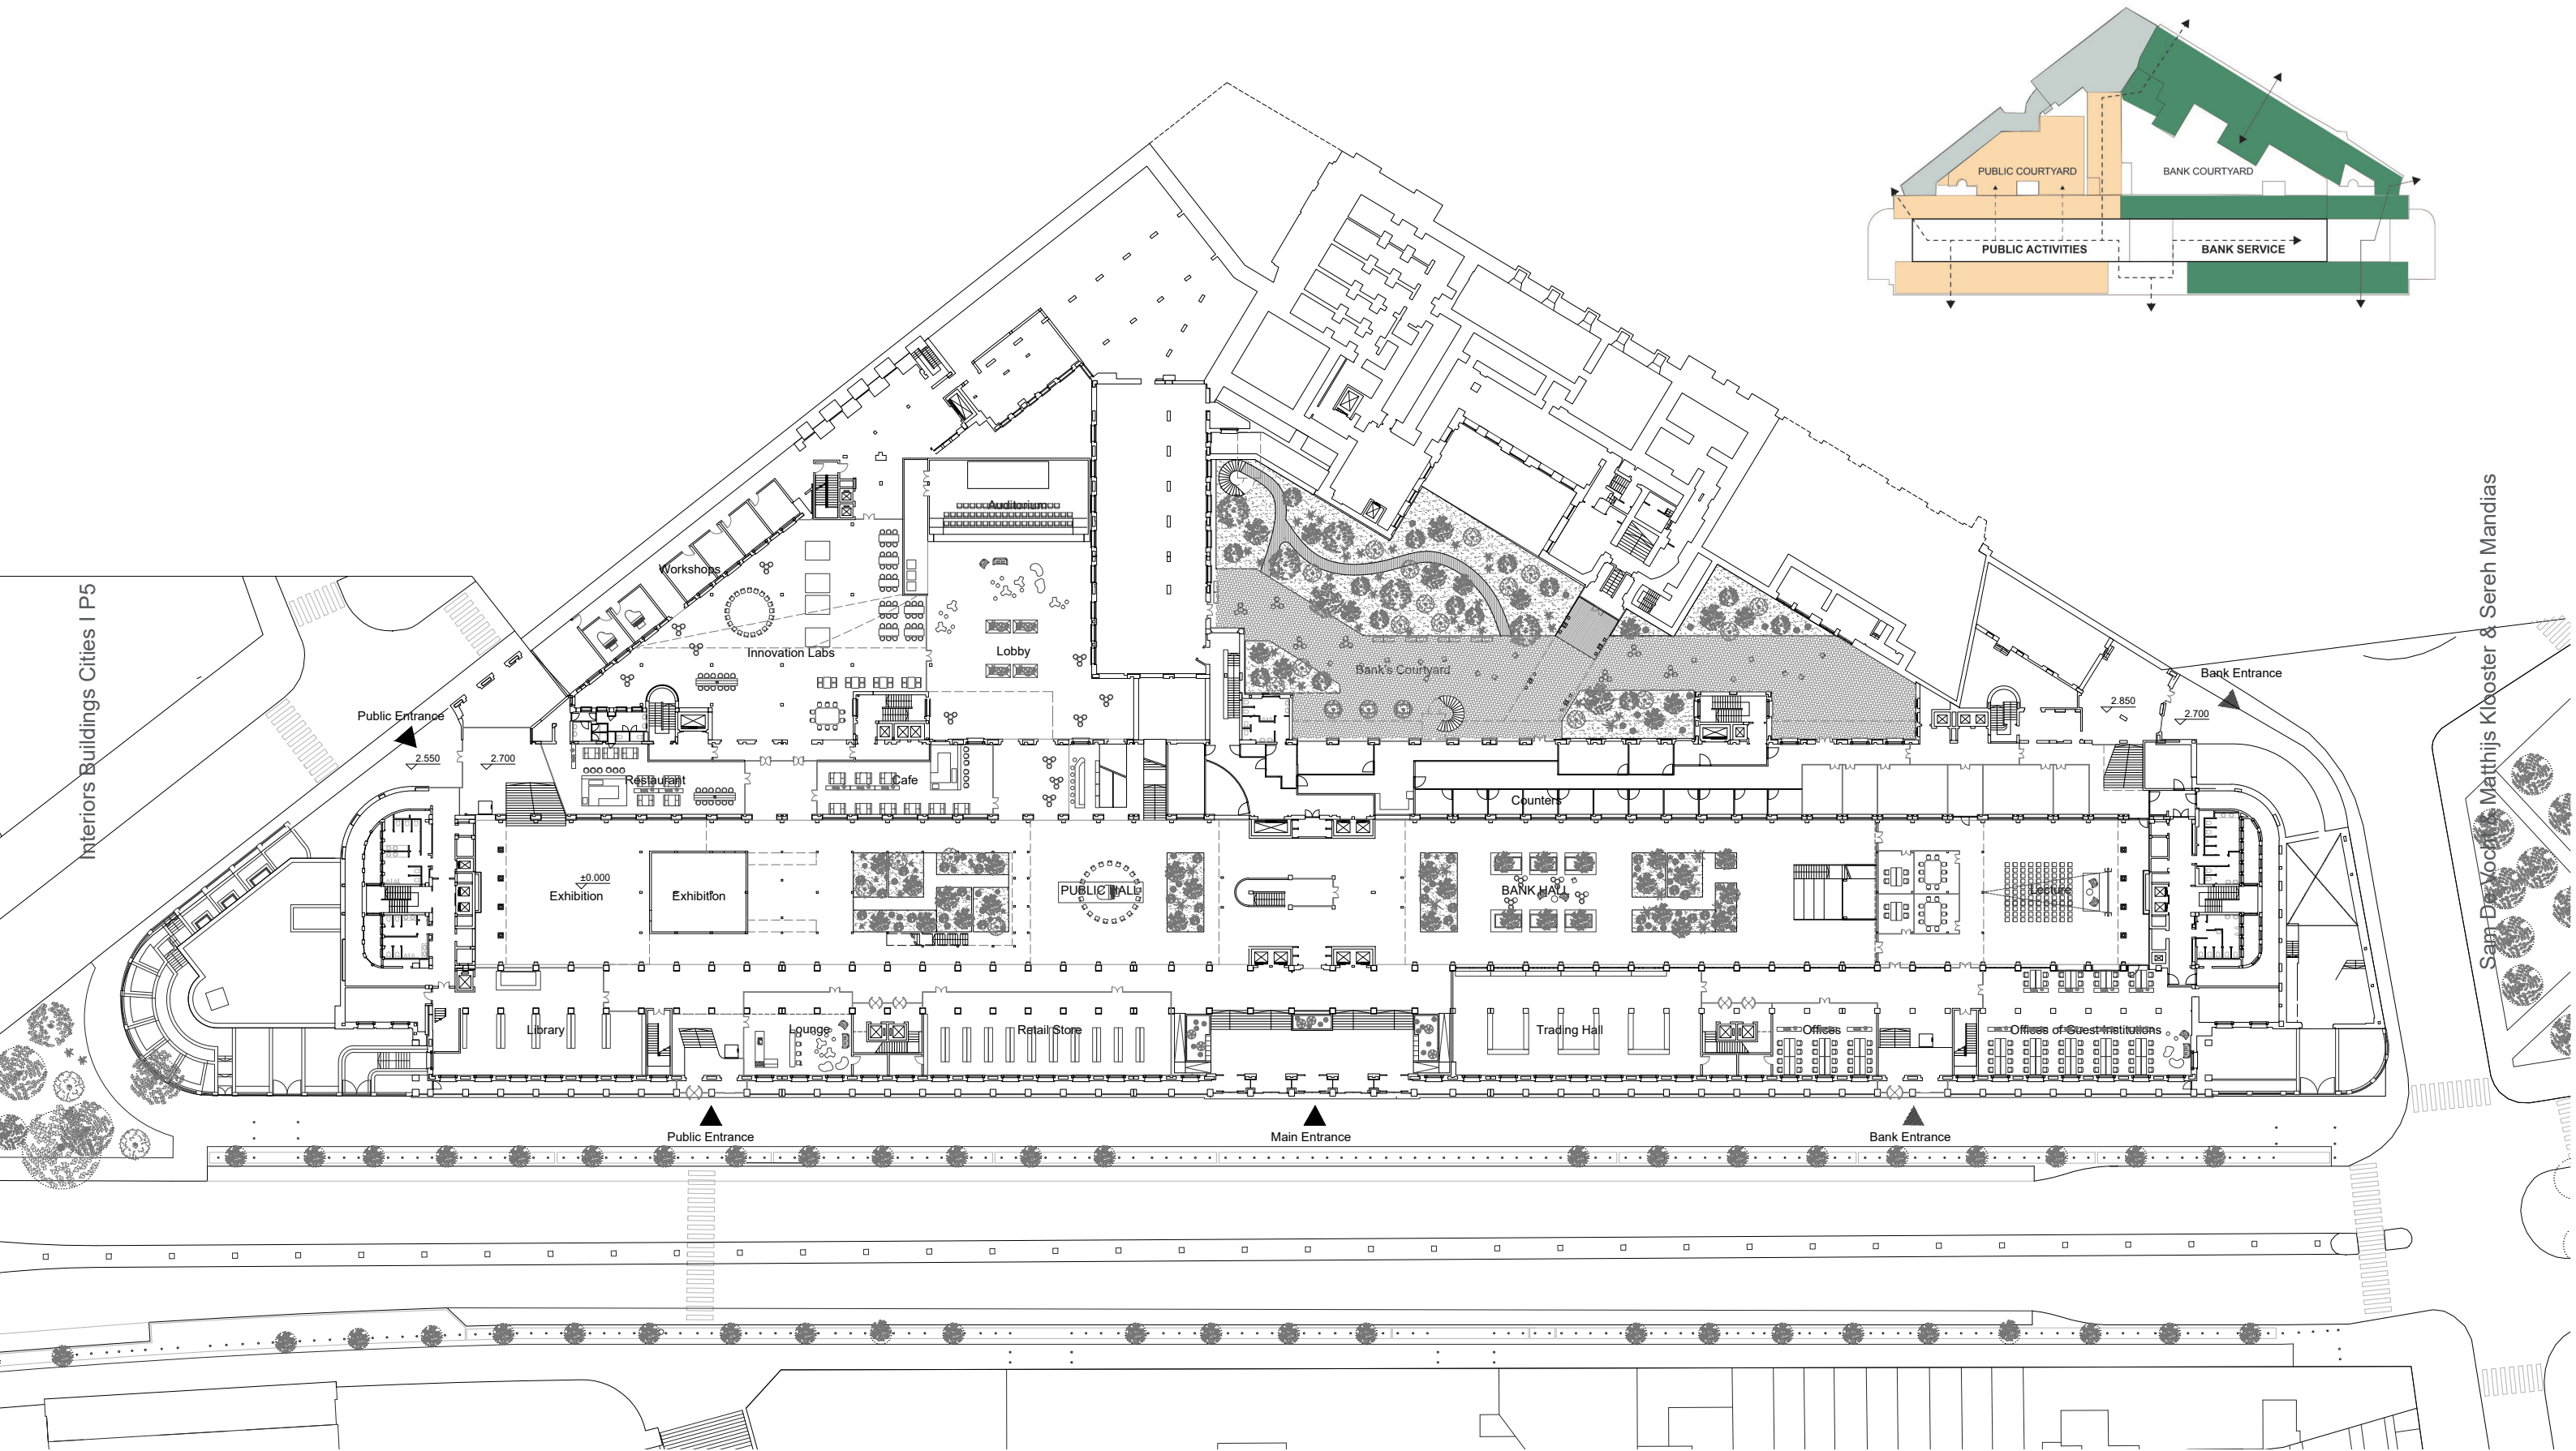 PUBLIC COURTYARD
BANK COURTYARD
PUBLIC ACTIVITIES
BANK SERVICE
Interiors Buildings Cities I P5
Sam De Vocht, Matthijs Klooster & Sereh Mandias
Auditorium
Workshops
Innovation Labs
Lobby
Bank's Courtyard
Public Entrance
Bank Entrance
2.550
2.700
2.850
2.700
Restaurant
Cafe
Counters
±0.000
Exhibition
Exhibition
PUBLIC HALL
BANK HALL
Lecture
Library
Lounge
Retail Store
Trading Hall
Offices
Offices of Guest Institutions
Public Entrance
Main Entrance
Bank Entrance